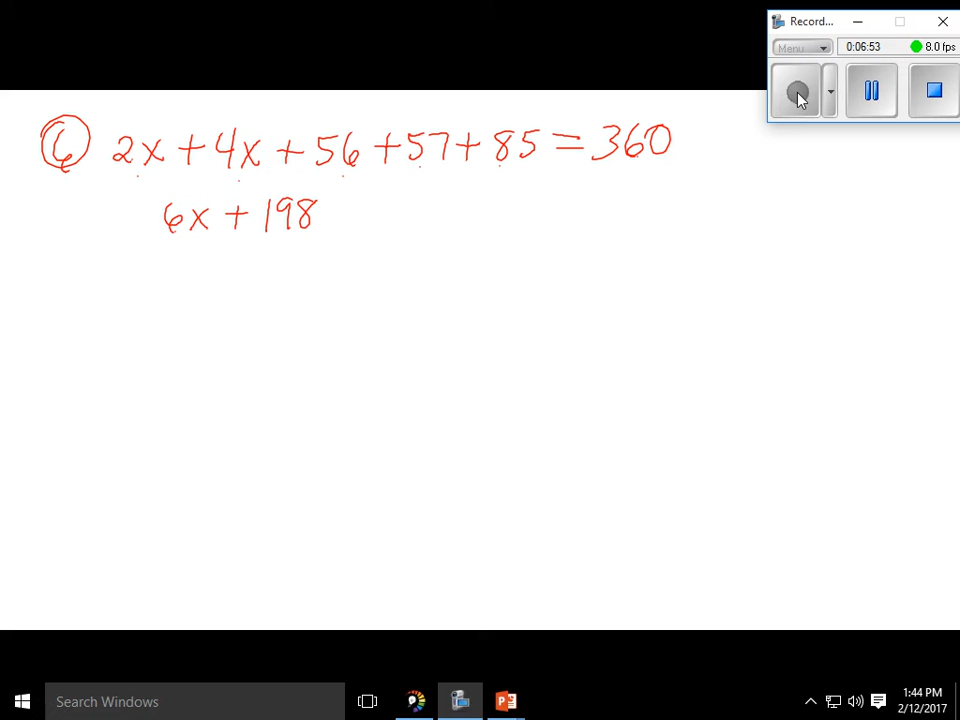 Record...
Menu
0:06:53
8.0 fps
6 2x + 4x + 56 + 57 + 85 = 360
6x + 198
Search Windows
1:44 PM
2/12/2017